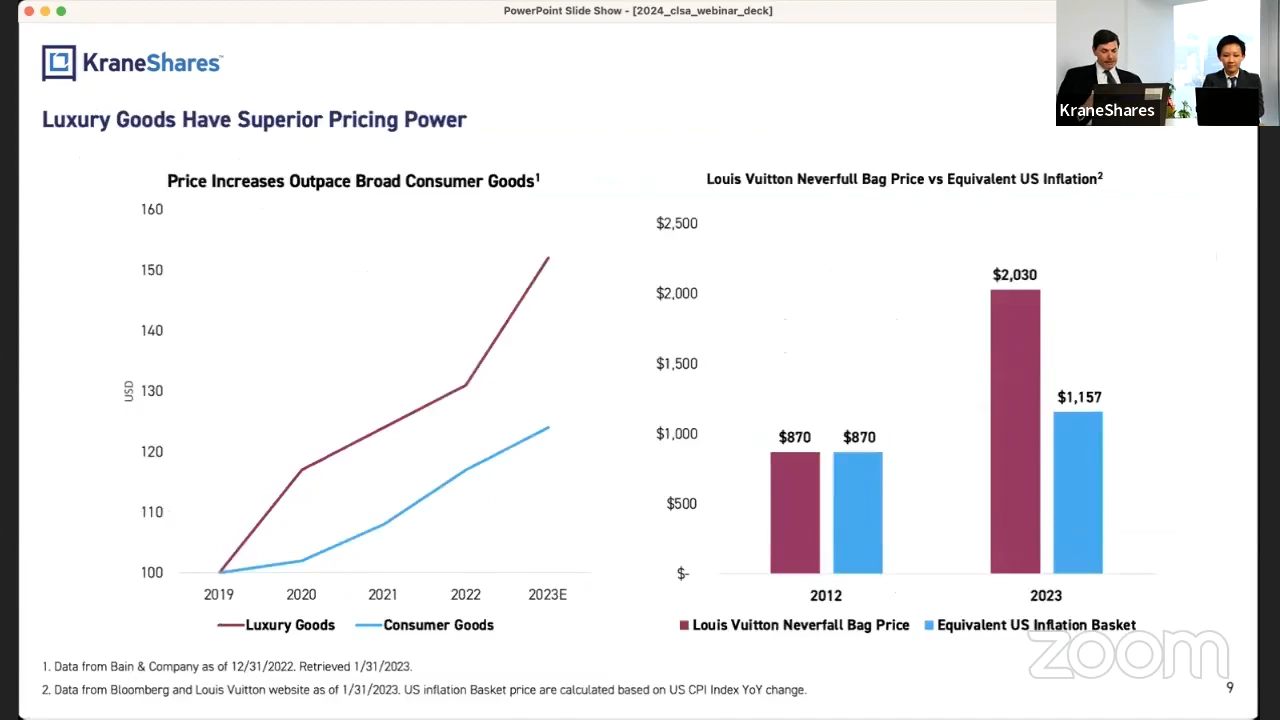 PowerPoint Slide Show - [2024_clsa_webinar_deck]
KraneShares™
KraneShares
Luxury Goods Have Superior Pricing Power
Price Increases Outpace Broad Consumer Goods¹
160
150
140
130
120
110
100
USD
2019 2020 2021 2022 2023E
Luxury Goods Consumer Goods
Louis Vuitton Neverfull Bag Price vs Equivalent US Inflation²
$2,500
$2,000
$1,500
$1,000
$500
$-
$870 $870
$2,030
$1,157
2012 2023
Louis Vuitton Neverfall Bag Price Equivalent US Inflation Basket
1. Data from Bain & Company as of 12/31/2022. Retrieved 1/31/2023.
2. Data from Bloomberg and Louis Vuitton website as of 1/31/2023. US inflation Basket price are calculated based on US CPI Index YoY change.
zoom
9